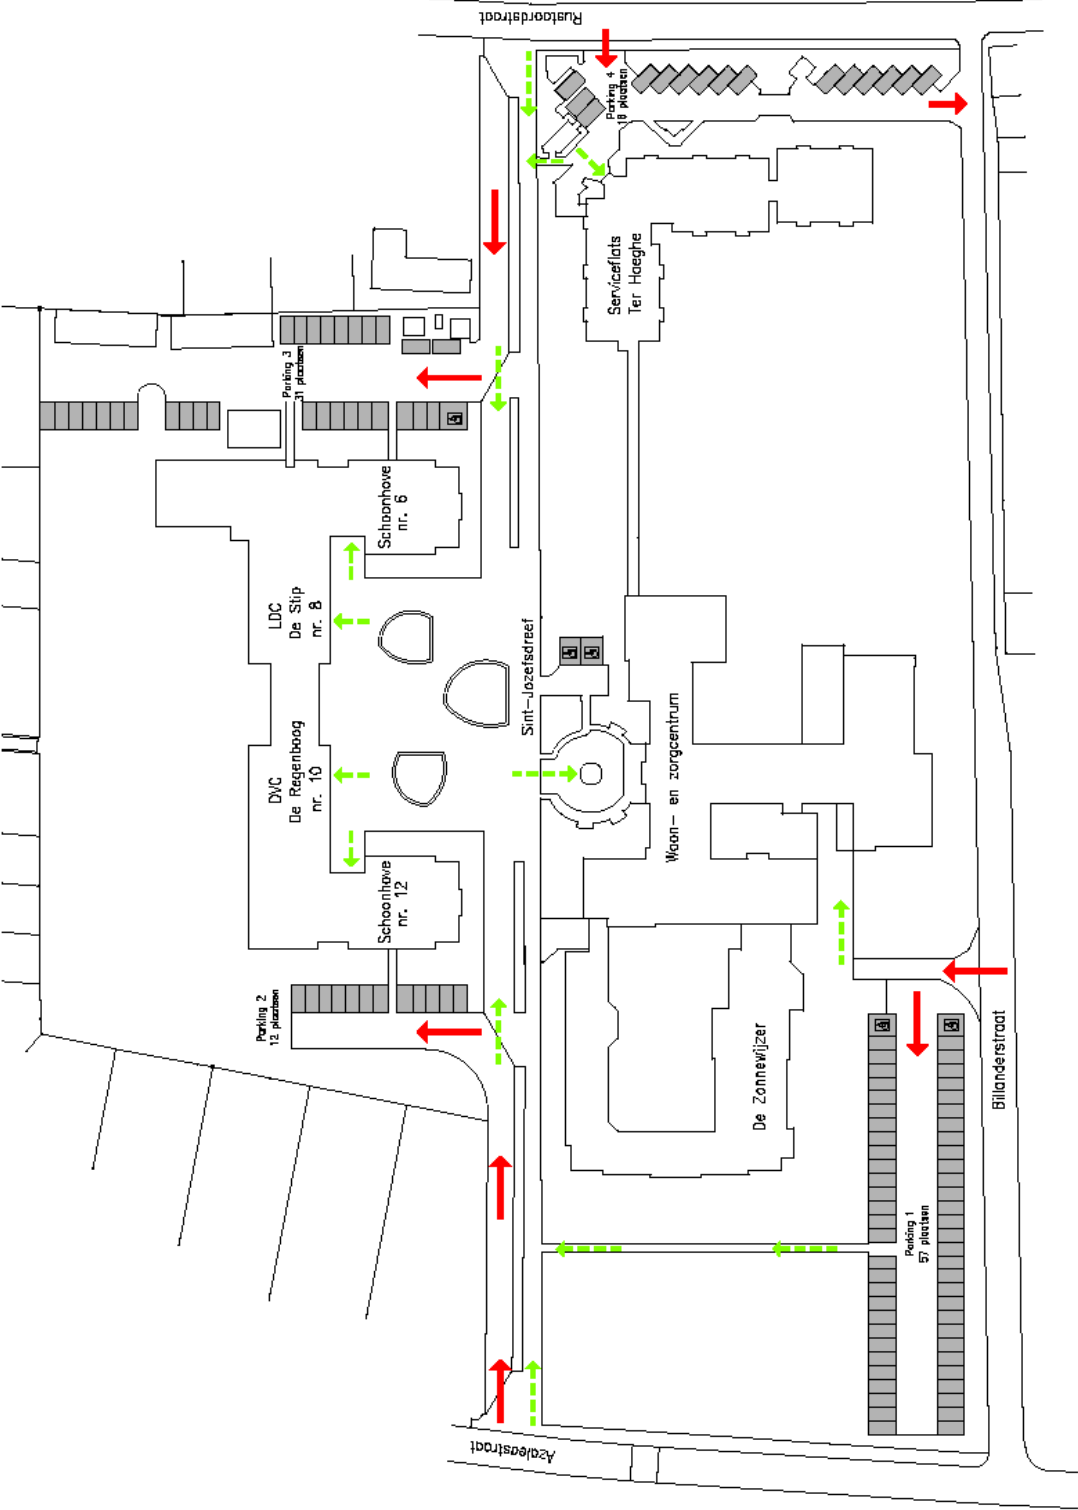 Rustoordstraat
Parking 4
18 plaatsen
Serviceflats
Ter Haeghe
Parking 3
31 plaatsen
Schoonhove
nr. 6
LDC
De Stip
nr. 8
Sint-Jozefsdreef
DVC
De Regenboog
nr. 10
Woon- en zorgcentrum
Schoonhove
nr. 12
Parking 2
12 plaatsen
De Zonnewijzer
Billanderstraat
Parking 1
57 plaatsen
Azaleastraat